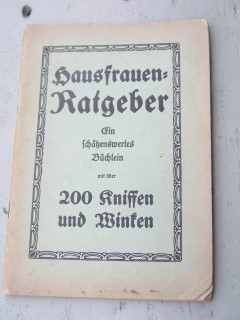 Hausfrauen-
Ratgeber
Ein
schätzenswertes
Büchlein
mit über
200 Kniffen
und Winken